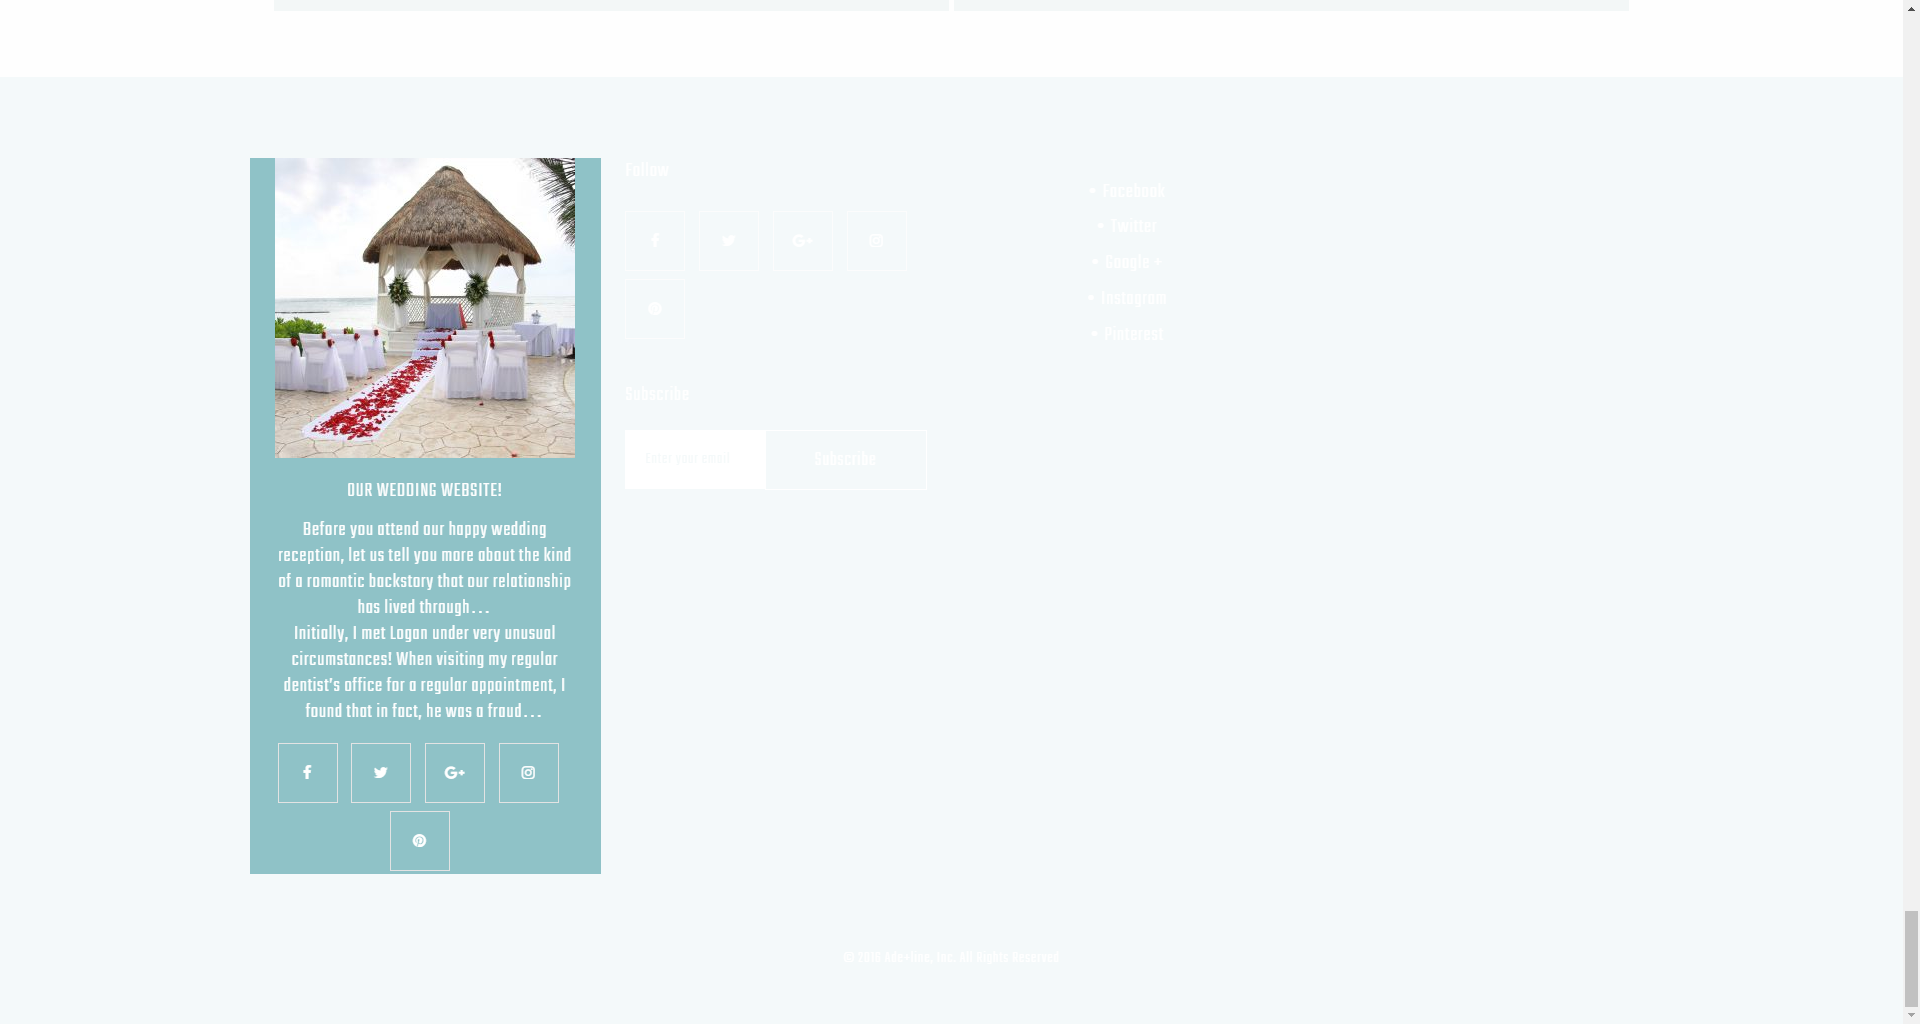 OUR WEDDING WEBSITE!
Before you attend our happy wedding
reception, let us tell you more about the kind
of a romantic backstory that our relationship
has lived through...
Initially, I met Logan under very unusual
circumstances! When visiting my regular
dentist's office for a regular appointment, I
found that in fact, he was a fraud...
Follow
Subscribe
Enter your email
Subscribe
• Facebook
• Twitter
• Google +
• Instagram
• Pinterest
All Rights Reserved